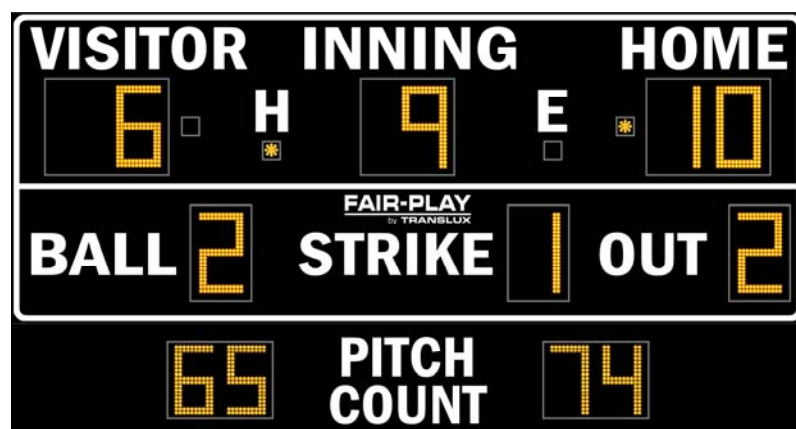 VISITOR INNING HOME
6 H 9 E 10
FAIR-PLAY
by TRANSLUX
BALL 2 STRIKE 1 OUT 2
65 PITCH COUNT 74